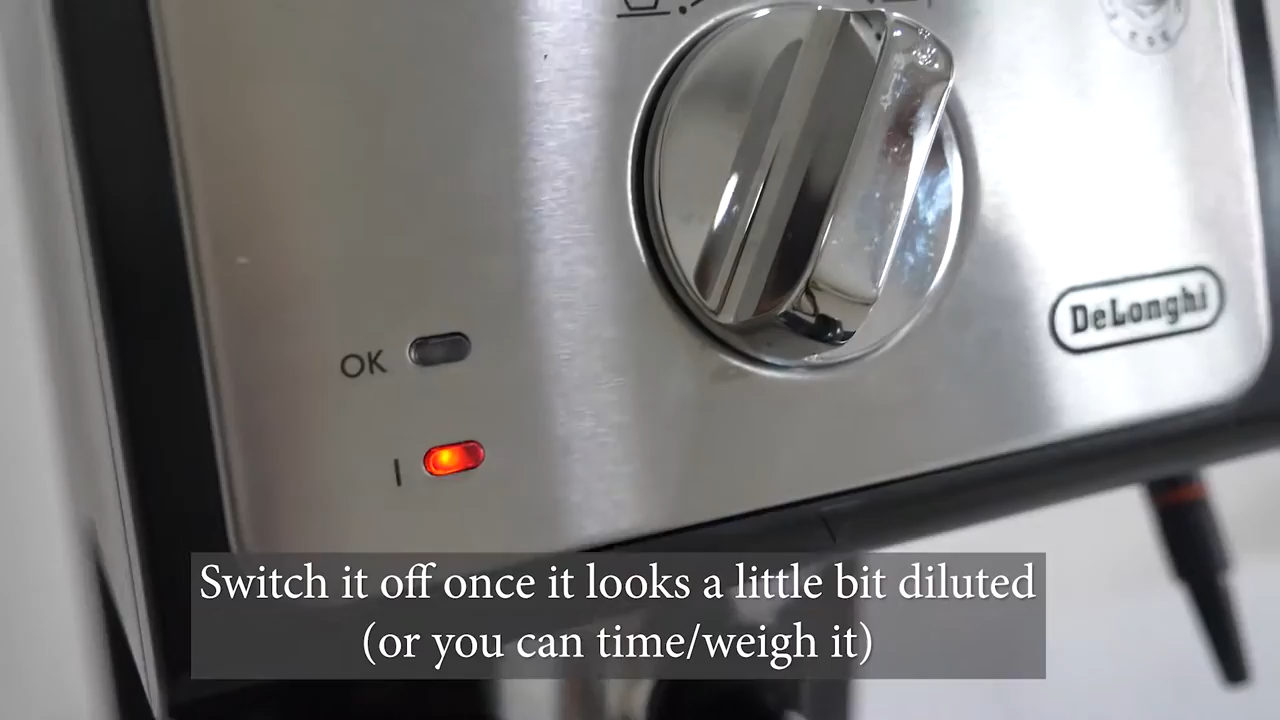 OK
DeLonghi
I
Switch it off once it looks a little bit diluted
(or you can time/weigh it)